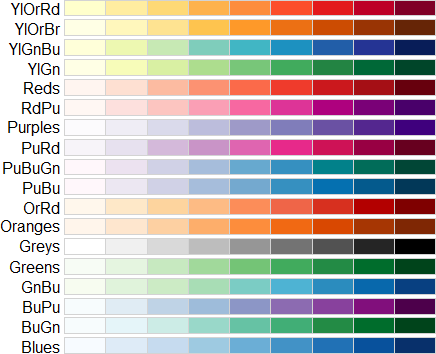 YlOrRd
YlOrBr
YlGnBu
YlGn
Reds
RdPu
Purples
PuRd
PuBuGn
PuBu
OrRd
Oranges
Greys
Greens
GnBu
BuPu
BuGn
Blues